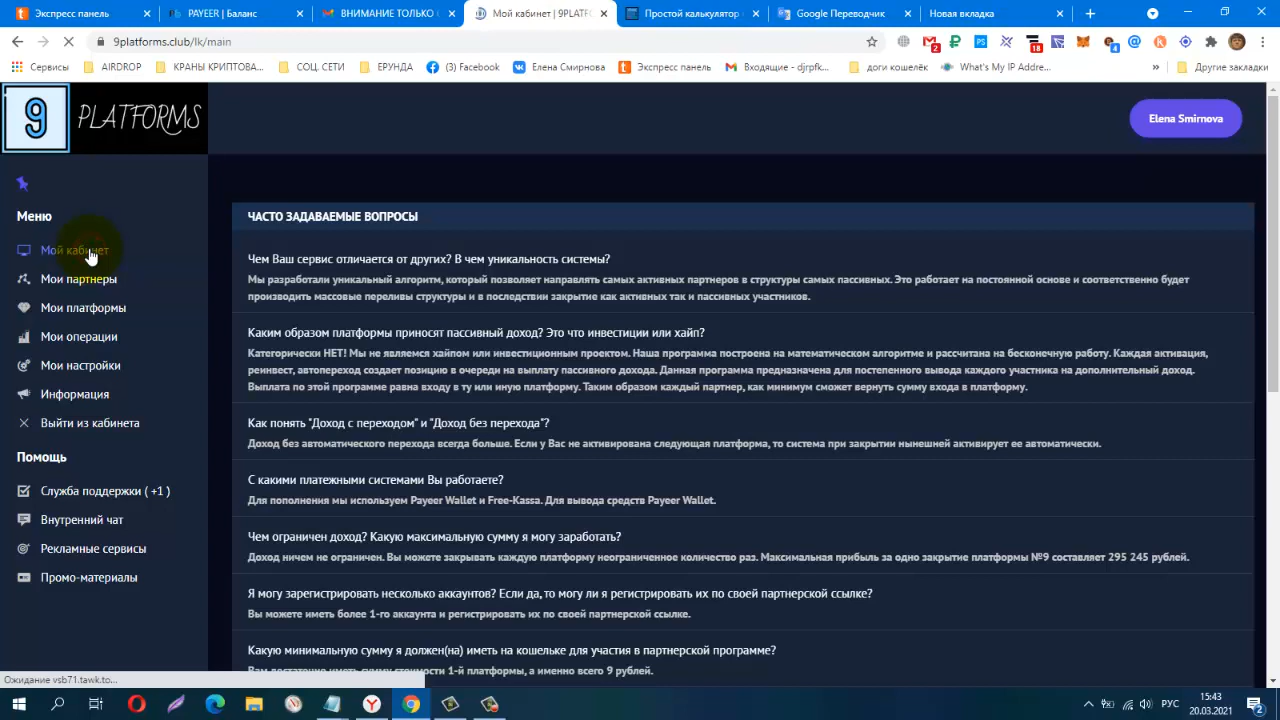 Экспресс панель
PAYEER | Баланс
ВНИМАНИЕ ТОЛЬКО
Мой кабинет | 9PLATFO
Простой калькулятор
Google Переводчик
Новая вкладка
9platforms.club/lk/main
2
18
4
Сервисы
AIRDROP
КРАНЫ КРИПТОВА...
СОЦ. СЕТИ
ЕРУНДА
(3) Facebook
Елена Смирнова
Экспресс панель
Входящие - djrpfk...
доги кошелёк
What's My IP Addre...
»
Другие закладки
9 PLATFORMS
Elena Smirnova
Меню
Мой кабинет
Мои партнеры
Мои платформы
Мои операции
Мои настройки
Информация
Выйти из кабинета
Помощь
Служба поддержки ( +1 )
Внутренний чат
Рекламные сервисы
Промо-материалы
ЧАСТО ЗАДАВАЕМЫЕ ВОПРОСЫ
Чем Ваш сервис отличается от других? В чем уникальность системы?
Мы разработали уникальный алгоритм, который позволяет направлять самых активных партнеров в структуры самых пассивных. Это работает на постоянной основе и соответственно будет
производить массовые переливы структуры и в последствии закрытие как активных так и пассивных участников.
Каким образом платформы приносят пассивный доход? Это что инвестиции или хайп?
Категорически НЕТ! Мы не являемся хайпом или инвестиционным проектом. Наша программа построена на математическом алгоритме и рассчитана на бесконечную работу. Каждая активация,
реинвест, автопереход создает позицию в очереди на выплату пассивного дохода. Данная программа предназначена для постепенного вывода каждого участника на дополнительный доход.
Выплата по этой программе равна входу в ту или иную платформу. Таким образом каждый партнер, как минимум сможет вернуть сумму входа в платформу.
Как понять "Доход с переходом" и "Доход без перехода"?
Доход без автоматического перехода всегда больше. Если у Вас не активирована следующая платформа, то система при закрытии нынешней активирует ее автоматически.
С какими платежными системами Вы работаете?
Для пополнения мы используем Payeer Wallet и Free-Kassa. Для вывода средств Payeer Wallet.
Чем ограничен доход? Какую максимальную сумму я могу заработать?
Доход ничем не ограничен. Вы можете закрывать каждую платформу неограниченное количество раз. Максимальная прибыль за одно закрытие платформы №9 составляет 295 245 рублей.
Я могу зарегистрировать несколько аккаунтов? Если да, то могу ли я регистрировать их по своей партнерской ссылке?
Вы можете иметь более 1-го аккаунта и регистрировать их по своей партнерской ссылке.
Какую минимальную сумму я должен(на) иметь на кошельке для участия в партнерской программе?
Вам достаточно иметь сумму стоимости 1-й платформы, а именно всего 9 рублей.
Ожидание vsb71.tawk.to...
РУС
15:43
20.03.2021
2